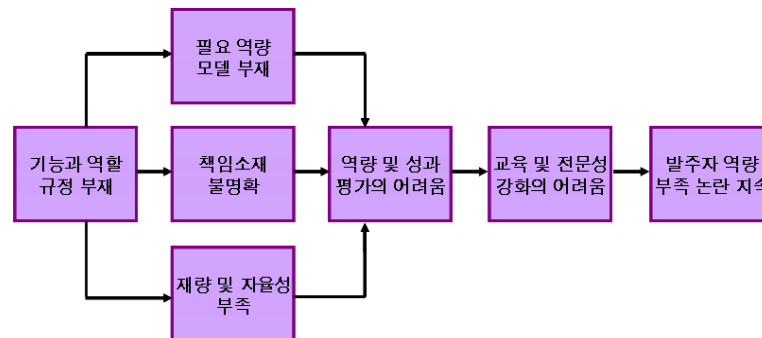 필요 역량
모델 부재
기능과 역할
규정 부재
책임소재
불명확
역량 및 성과
평가의 어려움
교육 및 전문성
강화의 어려움
발주자 역량
부족 논란 지속
재량 및 자율성
부족